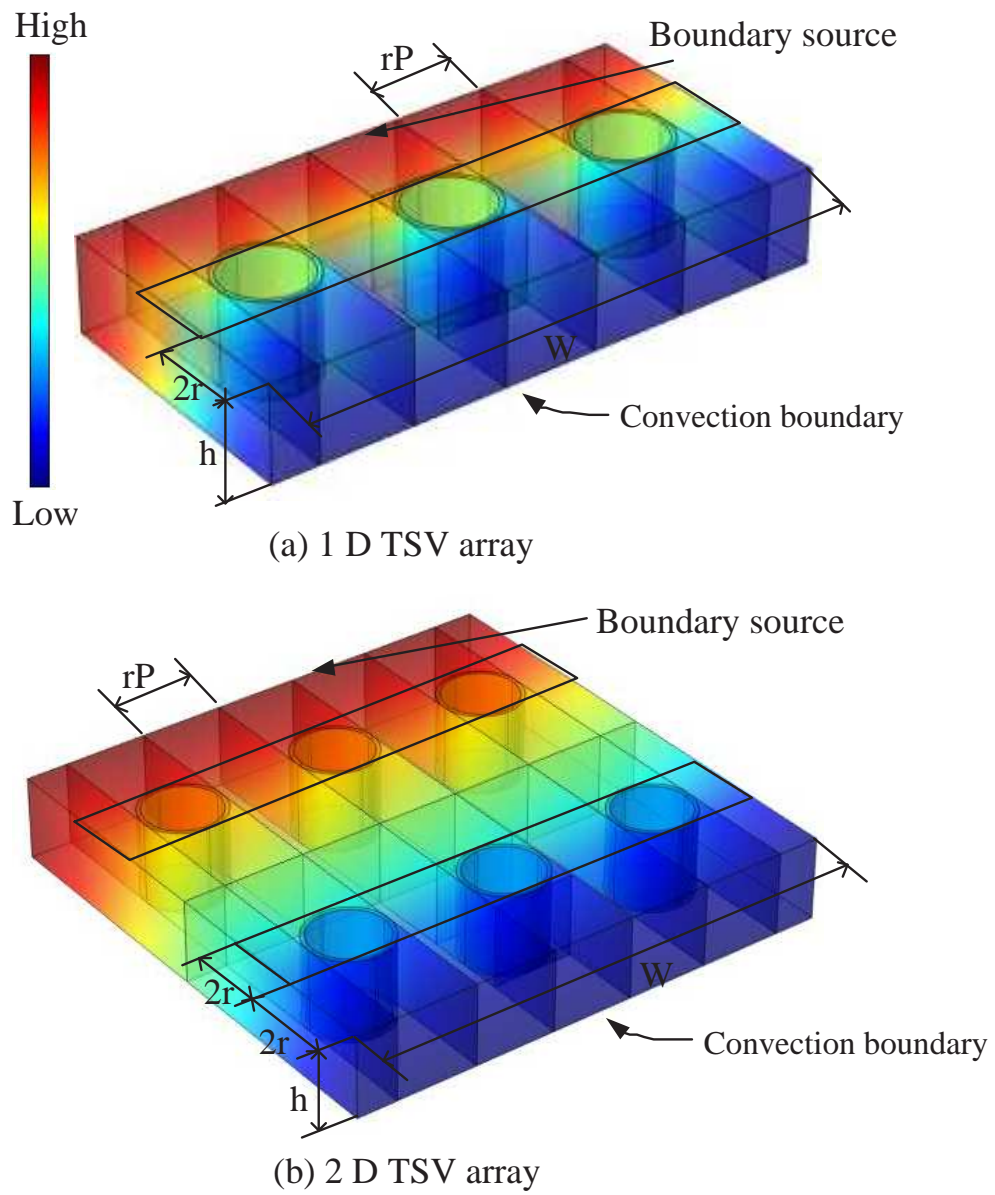 High
Boundary source
rP
W
2r
Convection boundary
h
Low
(a) 1 D TSV array
Boundary source
rP
W
2r
2r
Convection boundary
h
(b) 2 D TSV array